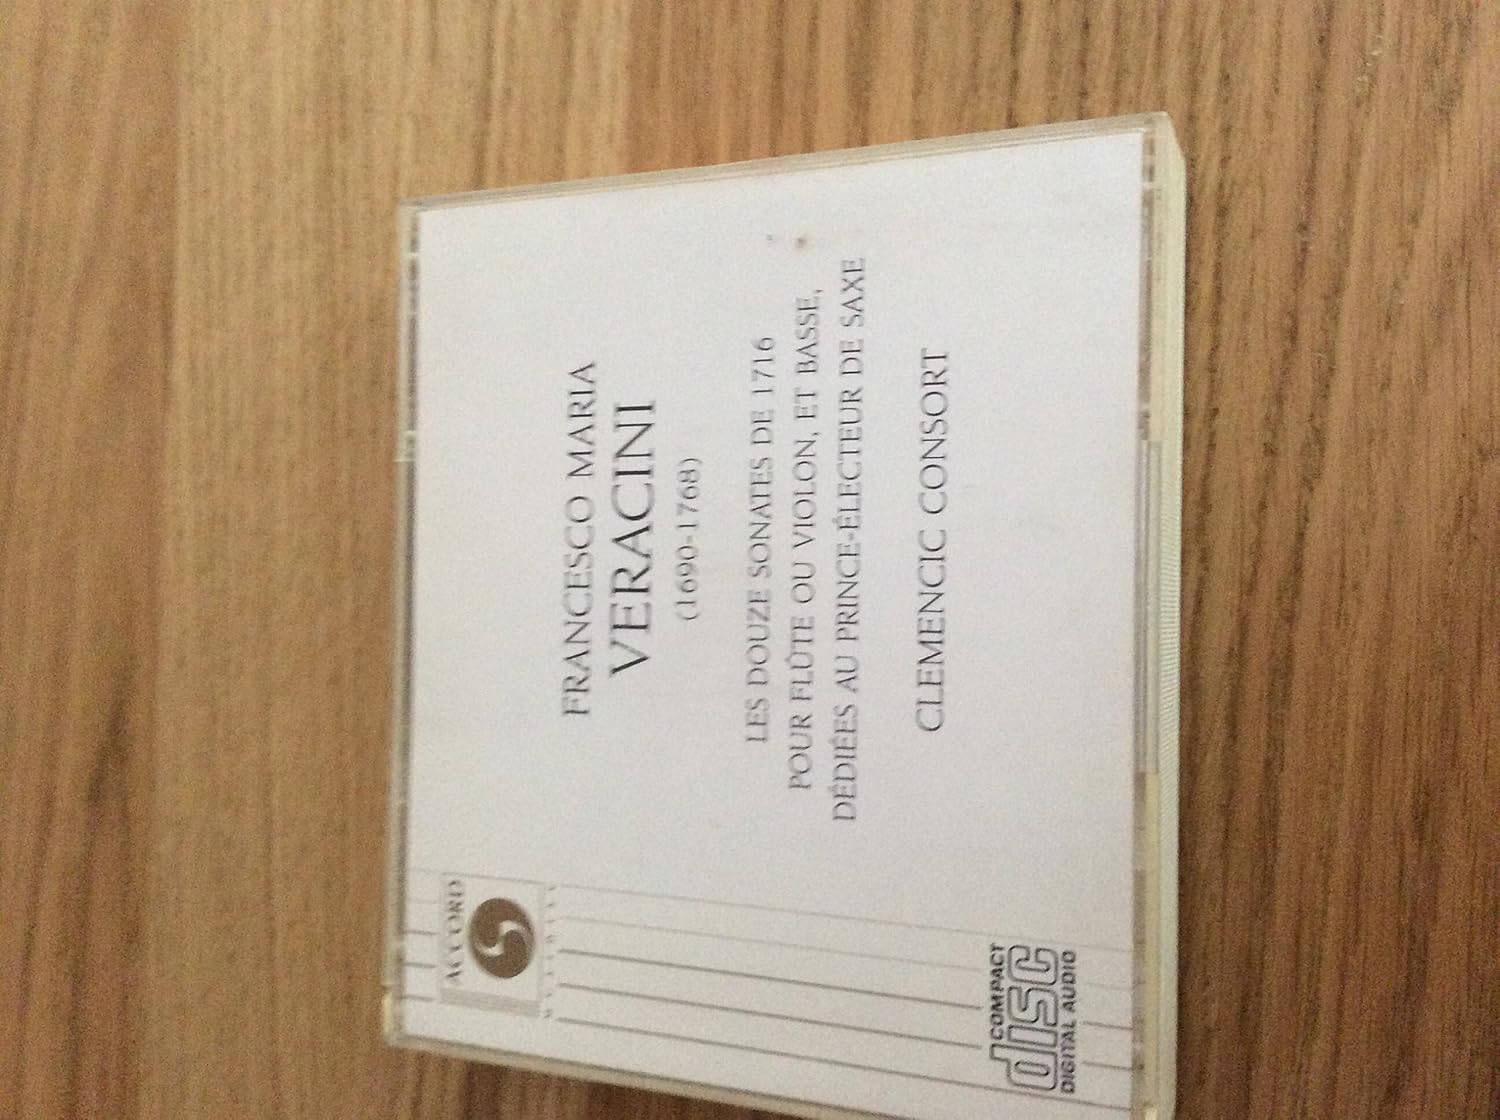 ACCORD
FRANCESCO MARIA
VERACINI
(1690-1768)
LES DOUZE SONATES DE 1716
POUR FLÛTE OU VIOLON, ET BASSE,
DÉDIÉES AU PRINCE-ÉLECTEUR DE SAXE
CLEMENCIC CONSORT
COMPACT
disc
DIGITAL AUDIO